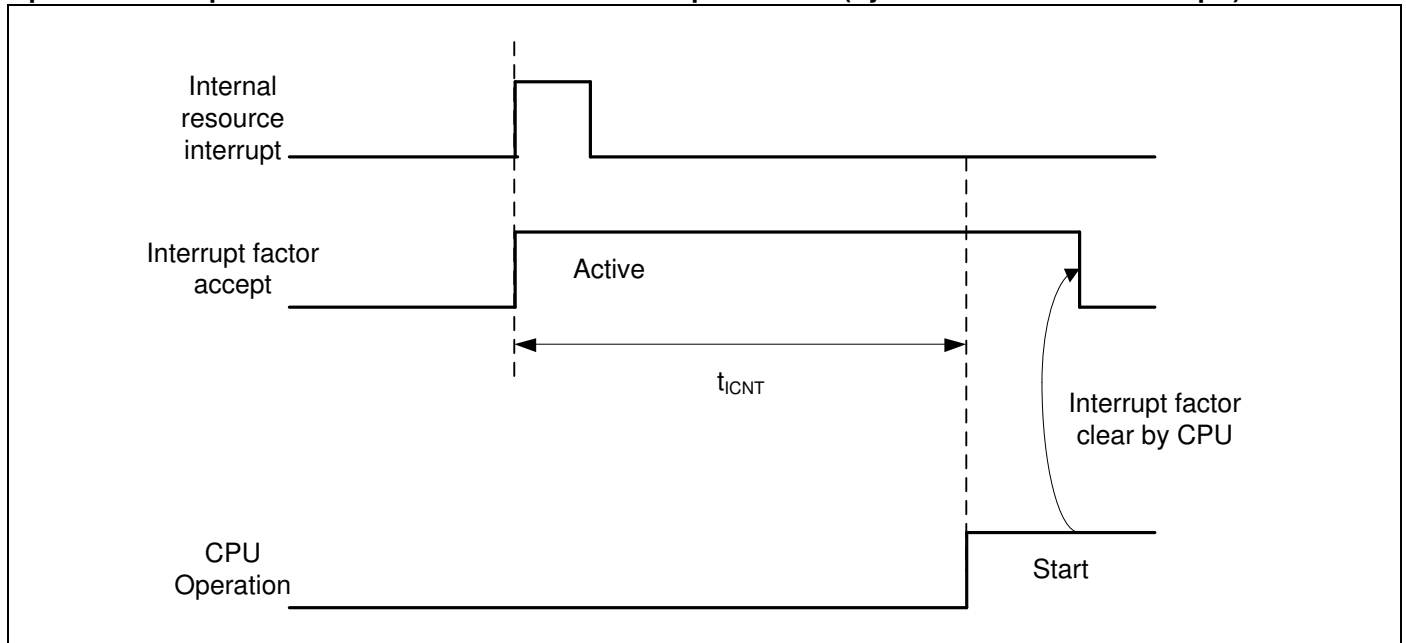 Internal
resource
interrupt
Interrupt factor
accept
Active
tICNT
Interrupt factor
clear by CPU
CPU
Operation
Start